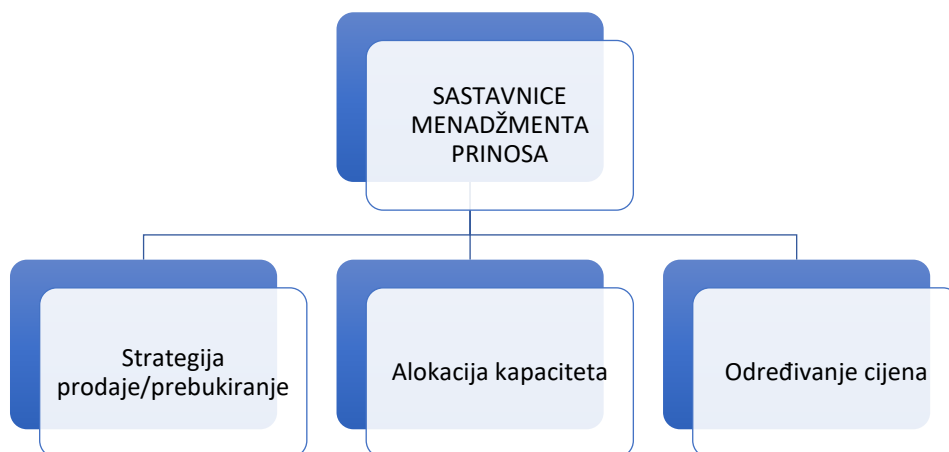 SASTAVNICE
MENADŽMENTA
PRINOSA
Strategija
prodaje/prebukiranje
Alokacija kapaciteta
Određivanje cijena